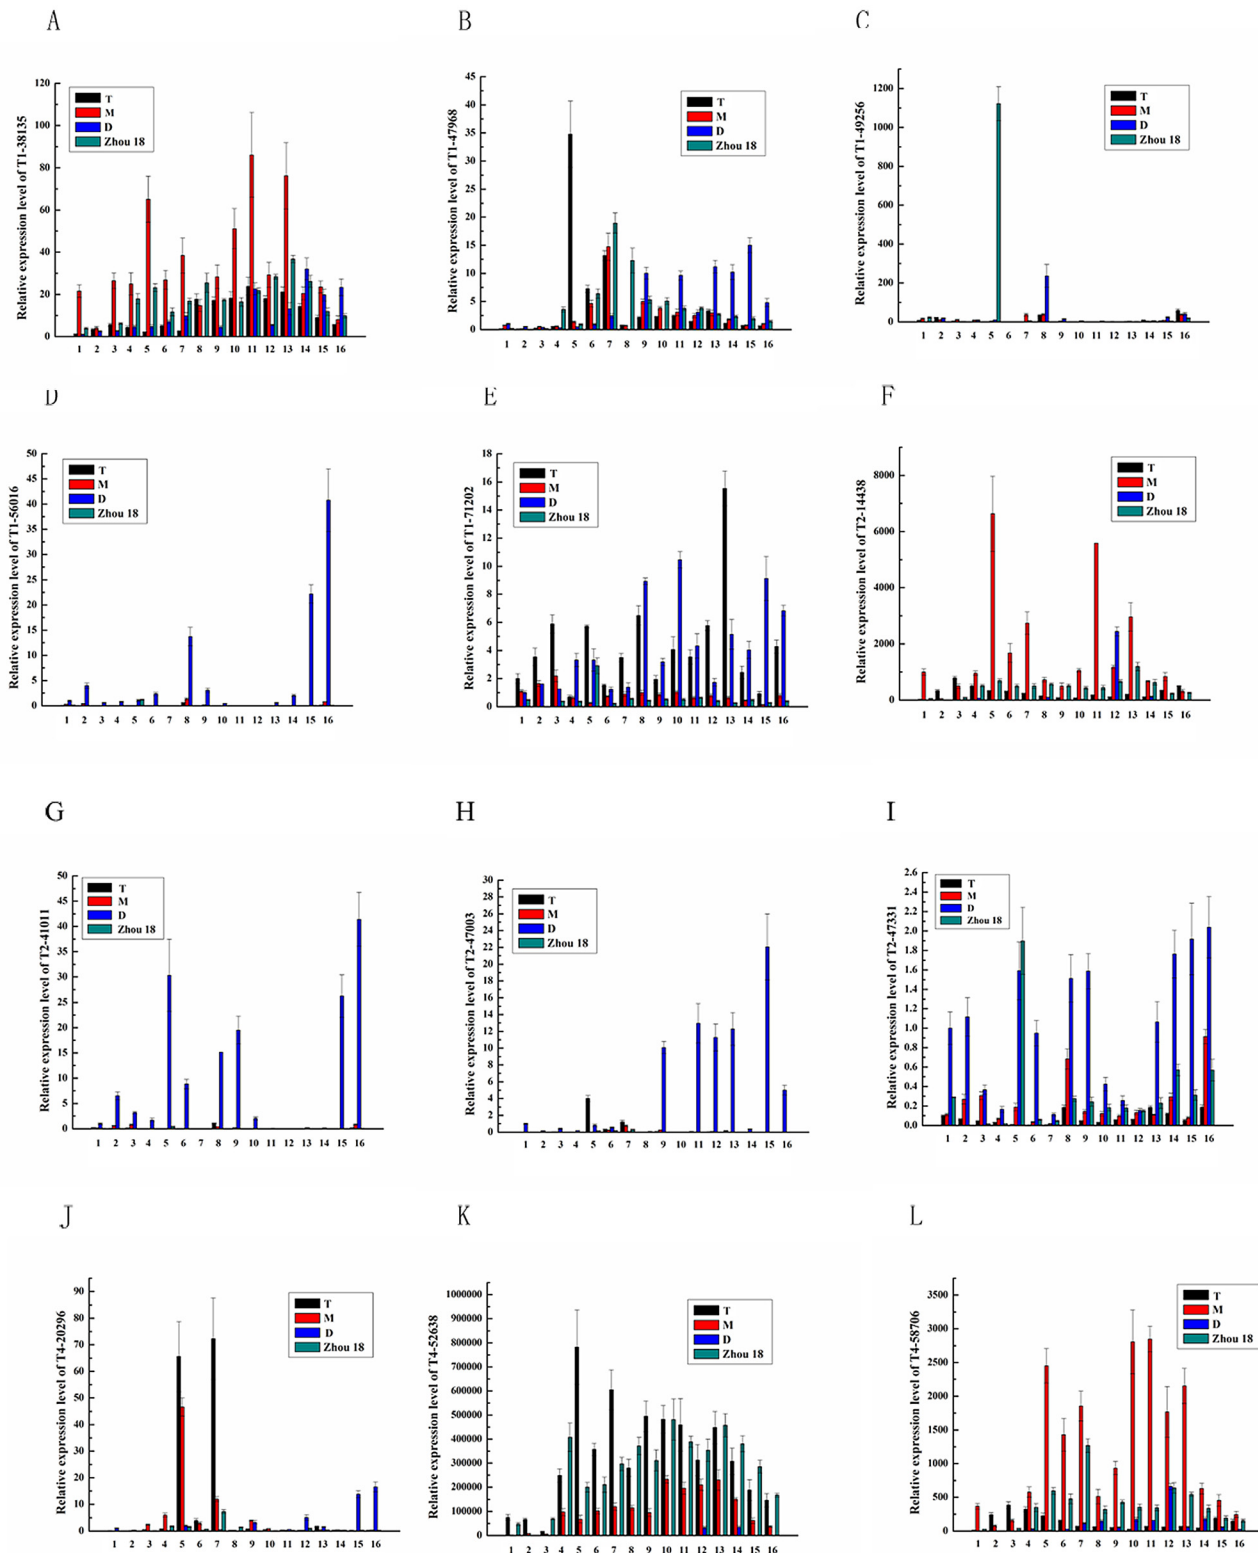 A
Relative expression level of T1-38135
T
M
D
Zhou 18
120
100
80
60
40
20
0
1 2 3 4 5 6 7 8 9 10 11 12 13 14 15 16
B
Relative expression level of T1-47968
T
M
D
Zhou 18
45
40
35
30
25
20
15
10
5
0
1 2 3 4 5 6 7 8 9 10 11 12 13 14 15 16
C
Relative expression level of T1-49256
T
M
D
Zhou 18
1200
1000
800
600
400
200
0
1 2 3 4 5 6 7 8 9 10 11 12 13 14 15 16
D
Relative expression level of T1-56016
T
M
D
Zhou 18
50
45
40
35
30
25
20
15
10
5
0
1 2 3 4 5 6 7 8 9 10 11 12 13 14 15 16
E
Relative expression level of T1-71202
T
M
D
Zhou 18
18
16
14
12
10
8
6
4
2
0
1 2 3 4 5 6 7 8 9 10 11 12 13 14 15 16
F
Relative expression level of T2-14438
T
M
D
Zhou 18
8000
6000
4000
2000
0
1 2 3 4 5 6 7 8 9 10 11 12 13 14 15 16
G
Relative expression level of T2-41011
T
M
D
Zhou 18
50
45
40
35
30
25
20
15
10
5
0
1 2 3 4 5 6 7 8 9 10 11 12 13 14 15 16
H
Relative expression level of T2-47003
T
M
D
Zhou 18
30
28
26
24
22
20
18
16
14
12
10
8
6
4
2
0
1 2 3 4 5 6 7 8 9 10 11 12 13 14 15 16
I
Relative expression level of T2-47331
T
M
D
Zhou 18
2.6
2.4
2.2
2.0
1.8
1.6
1.4
1.2
1.0
0.8
0.6
0.4
0.2
0.0
1 2 3 4 5 6 7 8 9 10 11 12 13 14 15 16
J
Relative expression level of T4-20296
T
M
D
Zhou 18
90
80
70
60
50
40
30
20
10
0
1 2 3 4 5 6 7 8 9 10 11 12 13 14 15 16
K
Relative expression level of T4-52638
T
M
D
Zhou 18
1000000
900000
800000
700000
600000
500000
400000
300000
200000
100000
0
1 2 3 4 5 6 7 8 9 10 11 12 13 14 15 16
L
Relative expression level of T4-58706
T
M
D
Zhou 18
3500
3000
2500
2000
1500
1000
500
0
1 2 3 4 5 6 7 8 9 10 11 12 13 14 15 16